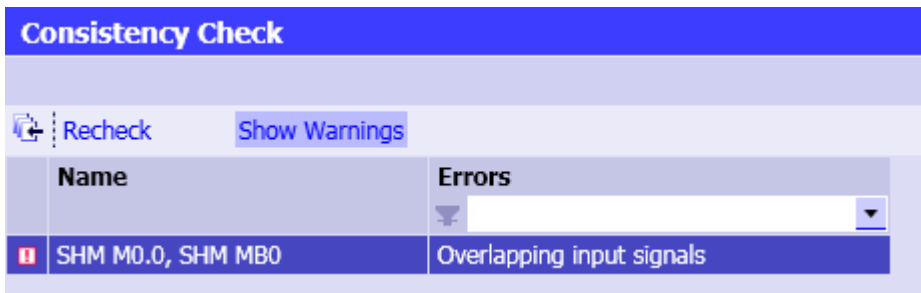 Consistency Check
Recheck Show Warnings
Name Errors
SHM M0.0, SHM MB0 Overlapping input signals